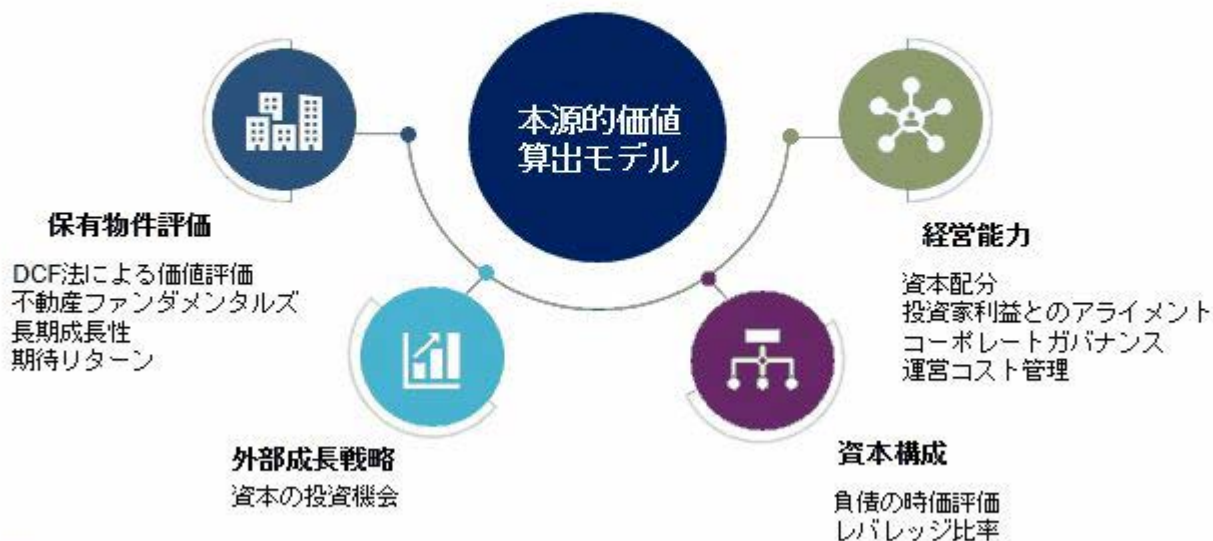 本源的価値
算出モデル
保有物件評価
DCF法による価値評価
不動産ファンダメンタルズ
長期成長性
期待リターン
外部成長戦略
資本の投資機会
資本構成
負債の時価評価
レバレッジ比率
経営能力
資本配分
投資家利益とのアライメント
コーポレートガバナンス
運営コスト管理